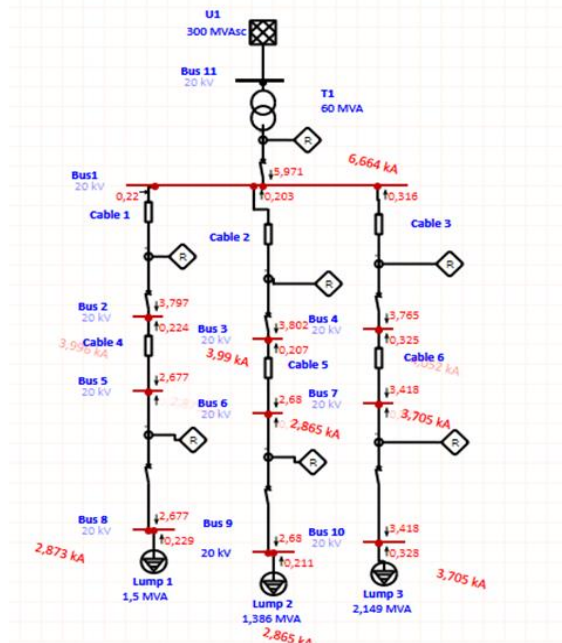 U1
300 MVAsc
Bus 11
20 kV
T1
60 MVA
R
5,971
6,664 kA
Bus1
20 kV
0,22
0,203
0,316
Cable 1
Cable 2
Cable 3
R
R
R
Bus 2
20 kV
3,797
0,224
Bus 3
20 kV
3,802
0,207
Bus 4
20 kV
3,765
0,325
Cable 4
3,996 kA
3,99 kA
Cable 5
Cable 6
Bus 5
20 kV
2,677
Bus 6
20 kV
2,68
2,865 kA
Bus 7
20 kV
3,418
3,705 kA
R
R
R
Bus 8
20 kV
2,677
0,229
2,873 kA
Bus 9
20 kV
2,68
0,211
Bus 10
20 kV
3,418
0,328
3,705 kA
Lump 1
1,5 MVA
Lump 2
1,386 MVA
2,865 kA
Lump 3
2,149 MVA